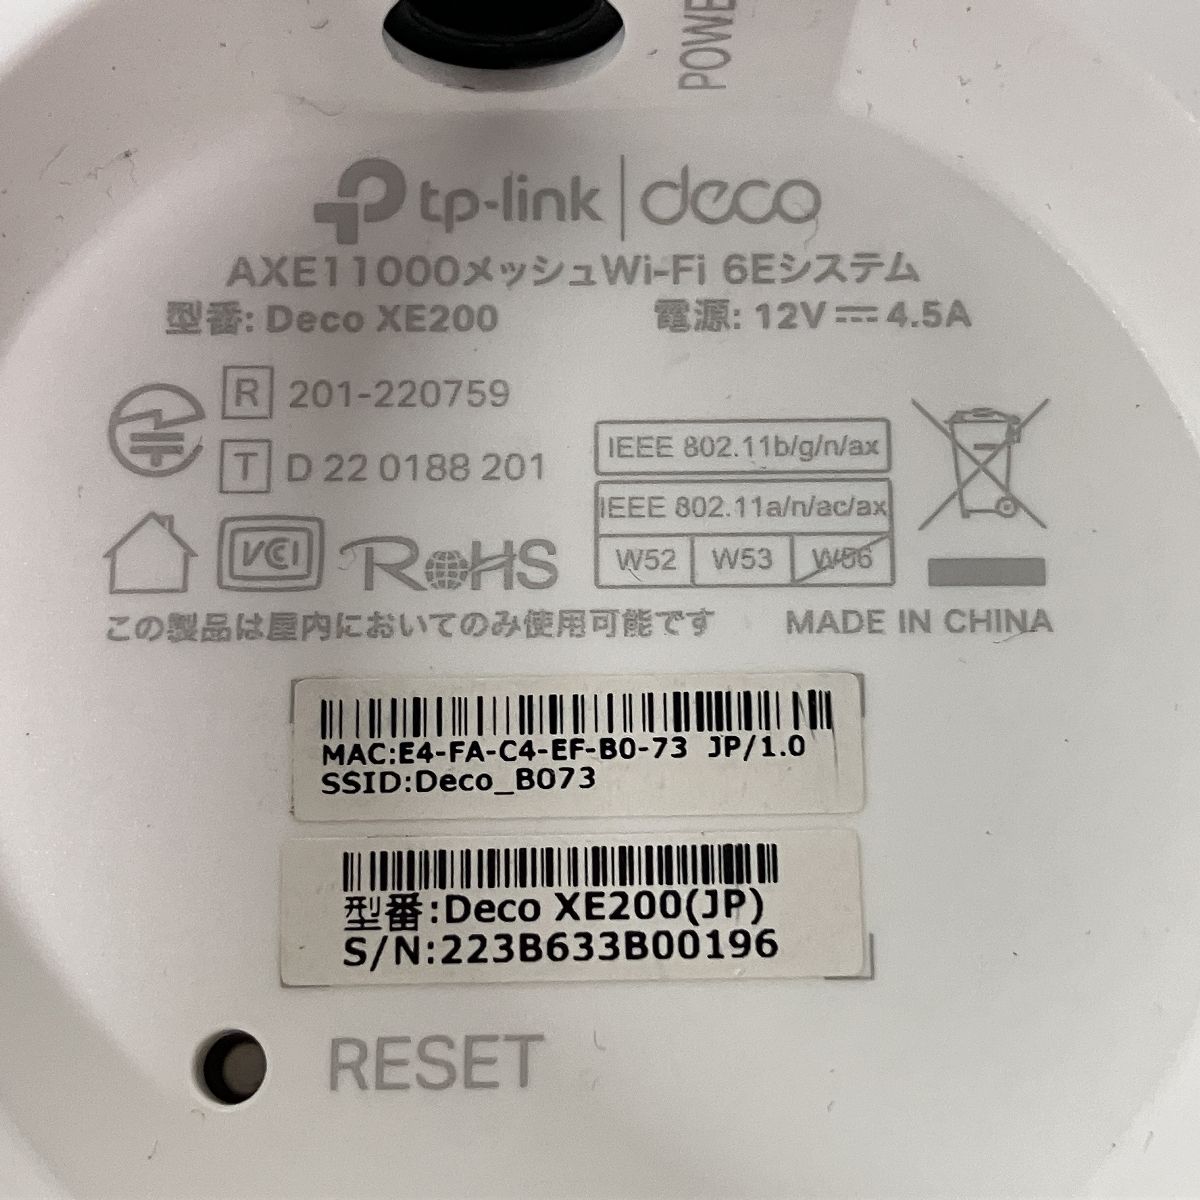 POWE
tp-link | deco
AXE11000メッシュWi-Fi 6Eシステム
型番: Deco XE200 電源: 12V⎓4.5A
R 201-220759
T D 22 0188 201
IEEE 802.11b/g/n/ax
IEEE 802.11a/n/ac/ax
W52 W53 W56
VCCI RoHS
この製品は屋内においてのみ使用可能です MADE IN CHINA
MAC:E4-FA-C4-EF-B0-73 JP/1.0
SSID:Deco_B073
型番:Deco XE200(JP)
S/N:223B633B00196
RESET